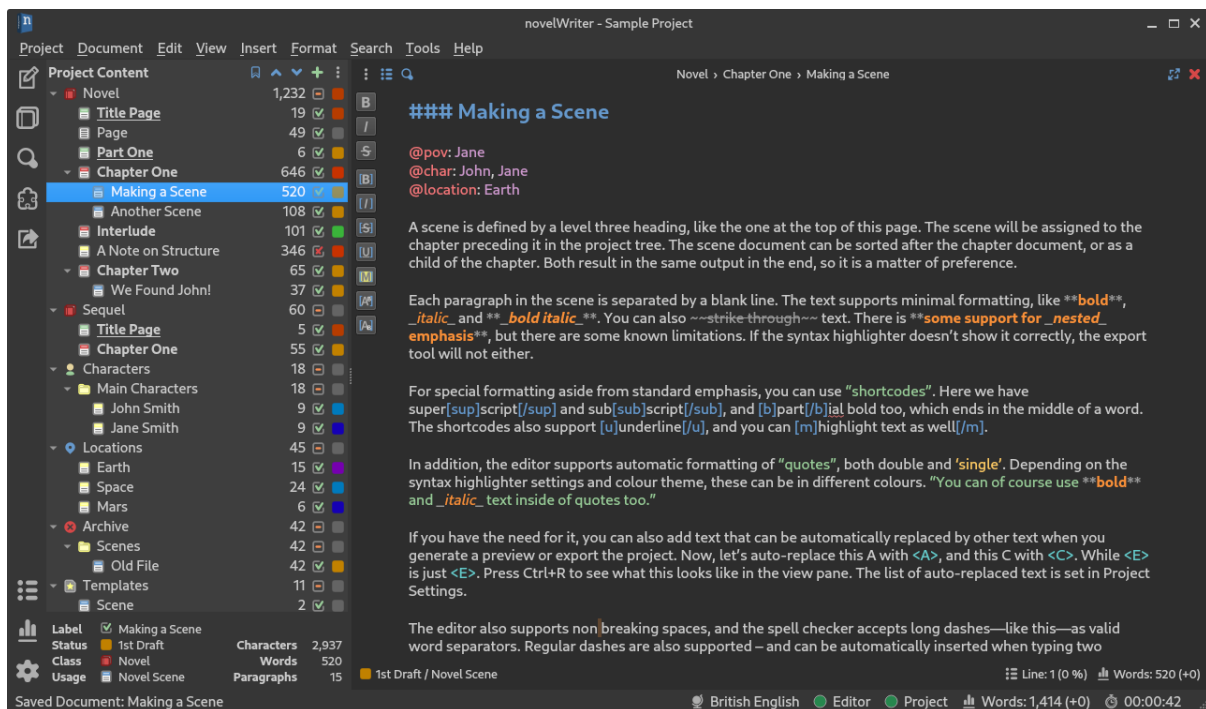 novelWriter - Sample Project
Project Document Edit View Insert Format Search Tools Help
Project Content
Novel 1,232
Title Page 19
Page 49
Part One 6
Chapter One 646
Making a Scene 520
Another Scene 108
Interlude 101
A Note on Structure 346
Chapter Two 65
We Found John! 37
Sequel 60
Title Page 5
Chapter One 55
Characters 18
Main Characters 18
John Smith 9
Jane Smith 9
Locations 45
Earth 15
Space 24
Mars 6
Archive 42
Scenes 42
Old File 42
Templates 11
Scene 2
Label Making a Scene
Status 1st Draft Characters 2,937
Class Novel Words 520
Usage Novel Scene Paragraphs 15
Novel › Chapter One › Making a Scene
B
I
S
[B]
[I]
[S]
[U]
[M]
### Making a Scene
@pov: Jane
@char: John, Jane
@location: Earth
A scene is defined by a level three heading, like the one at the top of this page. The scene will be assigned to the
chapter preceding it in the project tree. The scene document can be sorted after the chapter document, or as a
child of the chapter. Both result in the same output in the end, so it is a matter of preference.
Each paragraph in the scene is separated by a blank line. The text supports minimal formatting, like **bold**,
_italic_ and **_bold italic_**. You can also ~~strike through~~ text. There is **some support for _nested_
emphasis**, but there are some known limitations. If the syntax highlighter doesn’t show it correctly, the export
tool will not either.
For special formatting aside from standard emphasis, you can use “shortcodes”. Here we have
super[sup]script[/sup] and sub[sub]script[/sub], and [b]part[/b]ial bold too, which ends in the middle of a word.
The shortcodes also support [u]underline[/u], and you can [m]highlight text as well[/m].
In addition, the editor supports automatic formatting of “quotes”, both double and ‘single’. Depending on the
syntax highlighter settings and colour theme, these can be in different colours. “You can of course use **bold**
and _italic_ text inside of quotes too.”
If you have the need for it, you can also add text that can be automatically replaced by other text when you
generate a preview or export the project. Now, let’s auto-replace this A with <A>, and this C with <C>. While <E>
is just <E>. Press Ctrl+R to see what this looks like in the view pane. The list of auto-replaced text is set in Project
Settings.
The editor also supports non breaking spaces, and the spell checker accepts long dashes—like this—as valid
word separators. Regular dashes are also supported – and can be automatically inserted when typing two
1st Draft / Novel Scene Line: 1 (0 %) Words: 520 (+0)
Saved Document: Making a Scene British English Editor Project Words: 1,414 (+0) 00:00:42